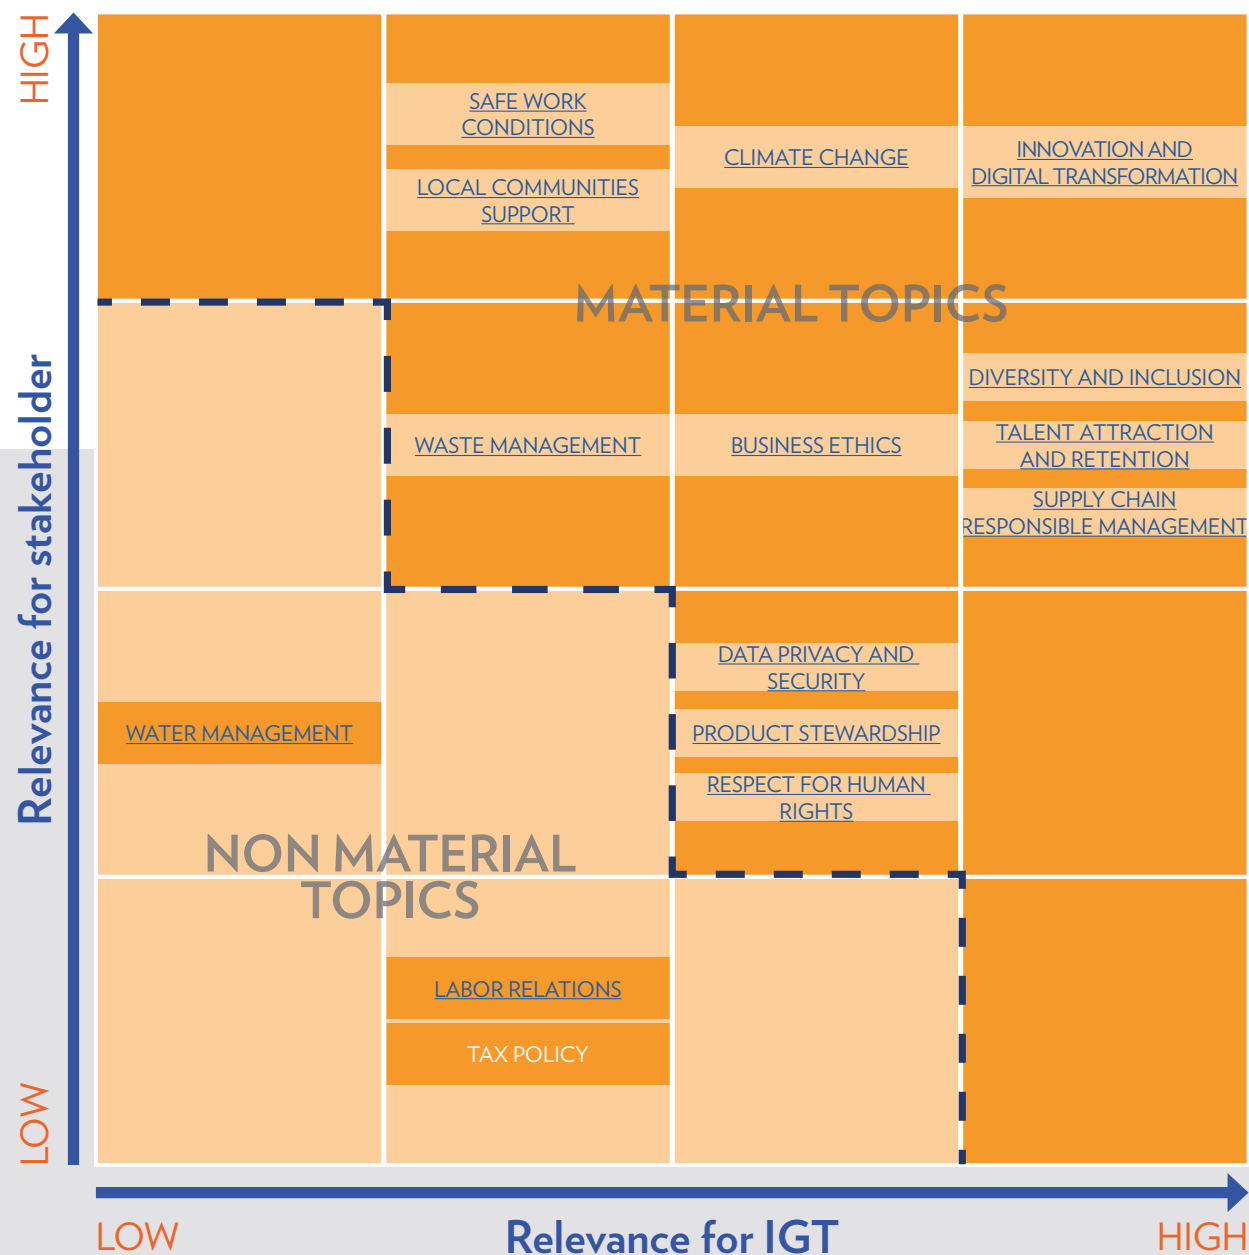 HIGH
SAFE WORK
CONDITIONS
LOCAL COMMUNITIES
SUPPORT
CLIMATE CHANGE
INNOVATION AND
DIGITAL TRANSFORMATION
MATERIAL TOPICS
DIVERSITY AND INCLUSION
WASTE MANAGEMENT
BUSINESS ETHICS
TALENT ATTRACTION
AND RETENTION
SUPPLY CHAIN
RESPONSIBLE MANAGEMENT
Relevance for stakeholder
DATA PRIVACY AND
SECURITY
WATER MANAGEMENT
PRODUCT STEWARDSHIP
RESPECT FOR HUMAN
RIGHTS
NON MATERIAL
TOPICS
LABOR RELATIONS
TAX POLICY
LOW
LOW
Relevance for IGT
HIGH